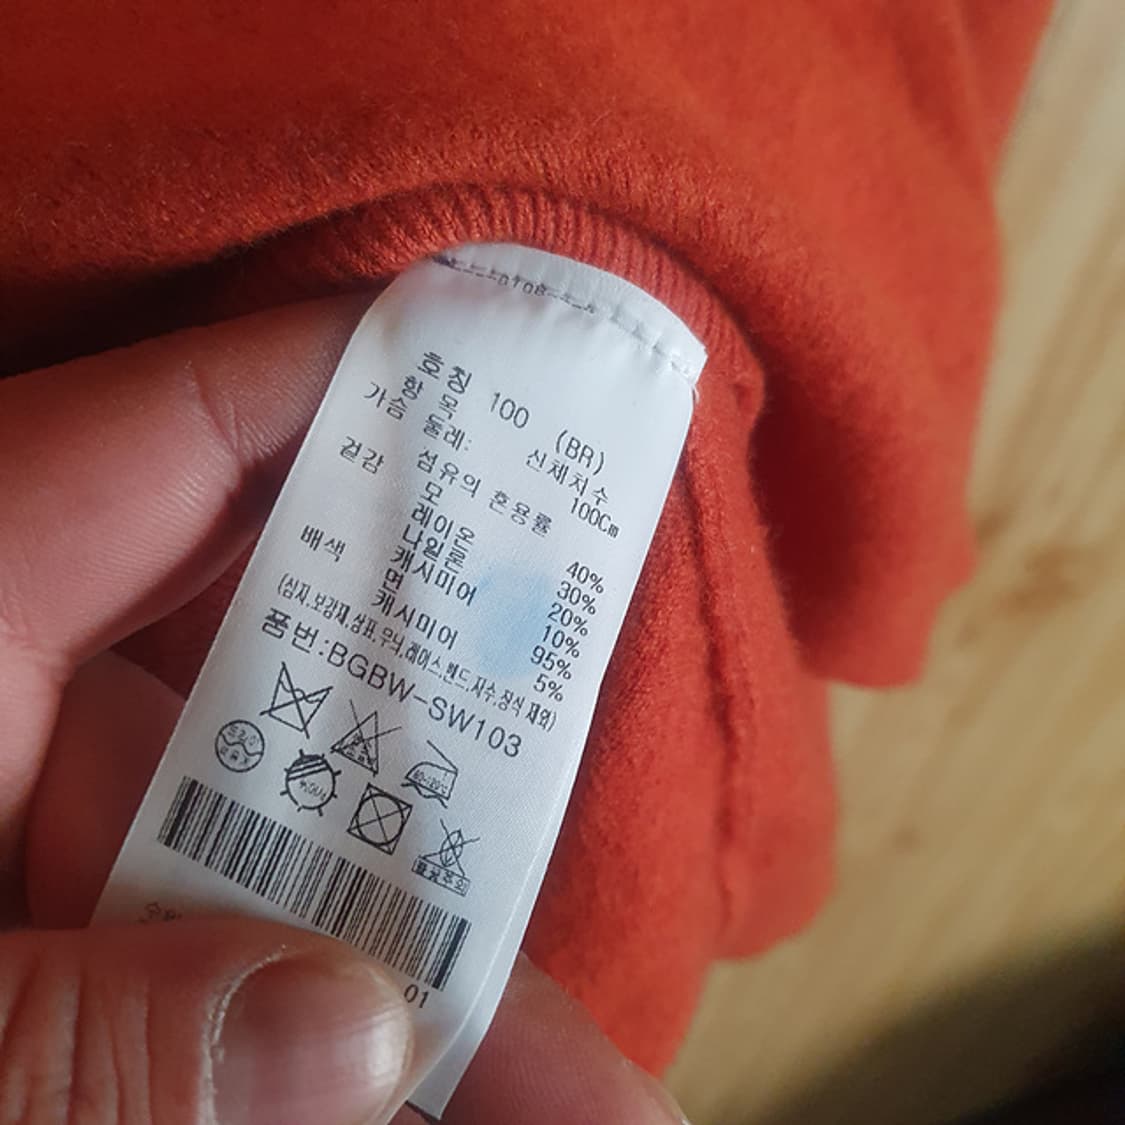 호칭 100 (BR)
항 목 신체치수
가슴 둘레: 100Cm
섬유의 혼용률
겉감 모 40%
레이온 30%
나일론 20%
캐시미어 10%
배색 면 95%
캐시미어 5%
(심지,보강재,상표,무늬,레이스,밴드,자수,장식 제외)
품번:BGBW-SW103
80~120℃
01